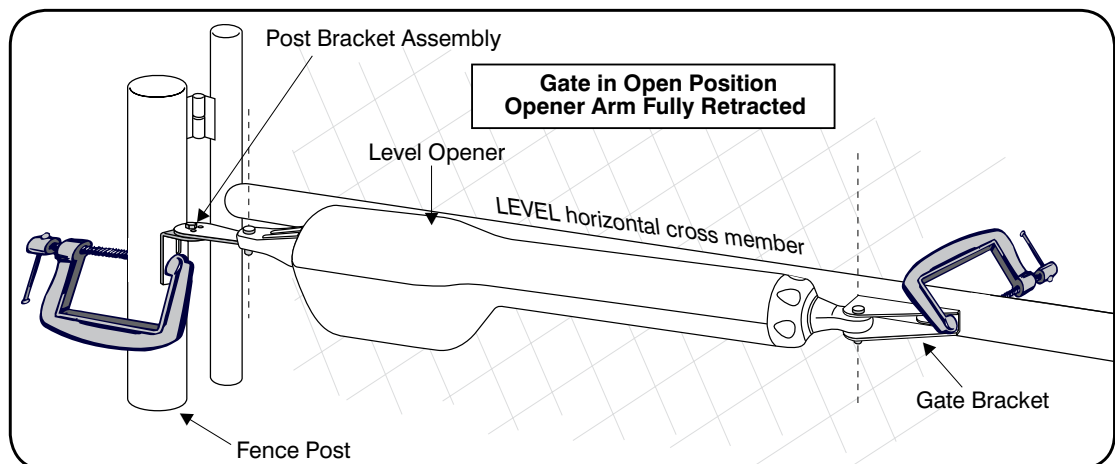 Post Bracket Assembly
Gate in Open Position
Opener Arm Fully Retracted
Level Opener
LEVEL horizontal cross member
Gate Bracket
Fence Post